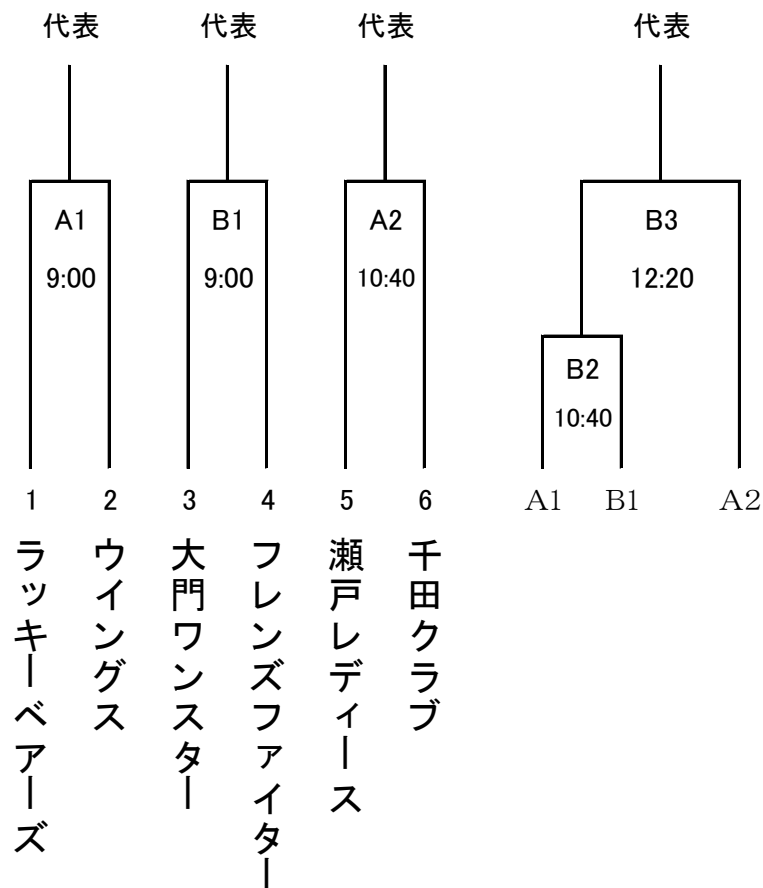 代表 代表 代表 代表
A1 B1 A2 B3
9:00 9:00 10:40 12:20
B2
10:40
1 2 3 4 5 6 A1 B1 A2
ラッキーベアーズ
ウイングス
大門ワンスター
フレンズファイター
瀬戸レディース
千田クラブ